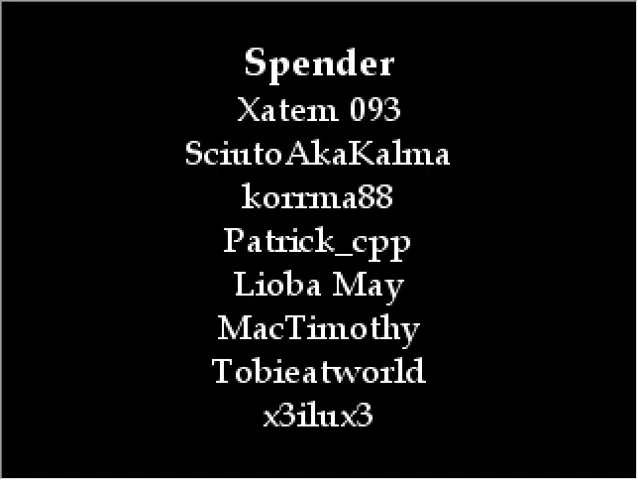 Spender
Xatem 093
SciutoAkaKalma
korrma88
Patrick_cpp
Lioba May
MacTimothy
Tobieatworld
x3ilux3